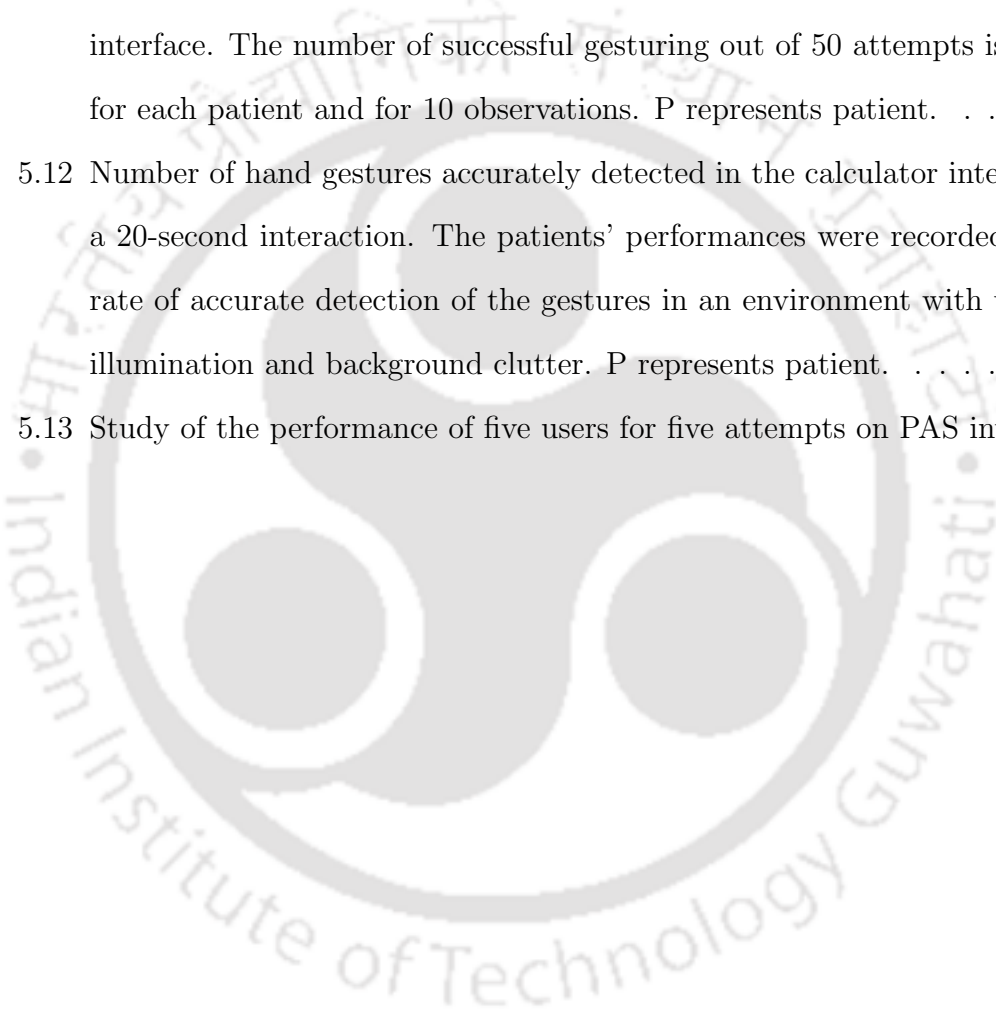 interface. The number of successful gesturing out of 50 attempts is
for each patient and for 10 observations. P represents patient. . .
5.12 Number of hand gestures accurately detected in the calculator inte
a 20-second interaction. The patients' performances were recorded
rate of accurate detection of the gestures in an environment with
illumination and background clutter. P represents patient. . . . . .
5.13 Study of the performance of five users for five attempts on PAS in
Indian Institute of Technology Guwahati